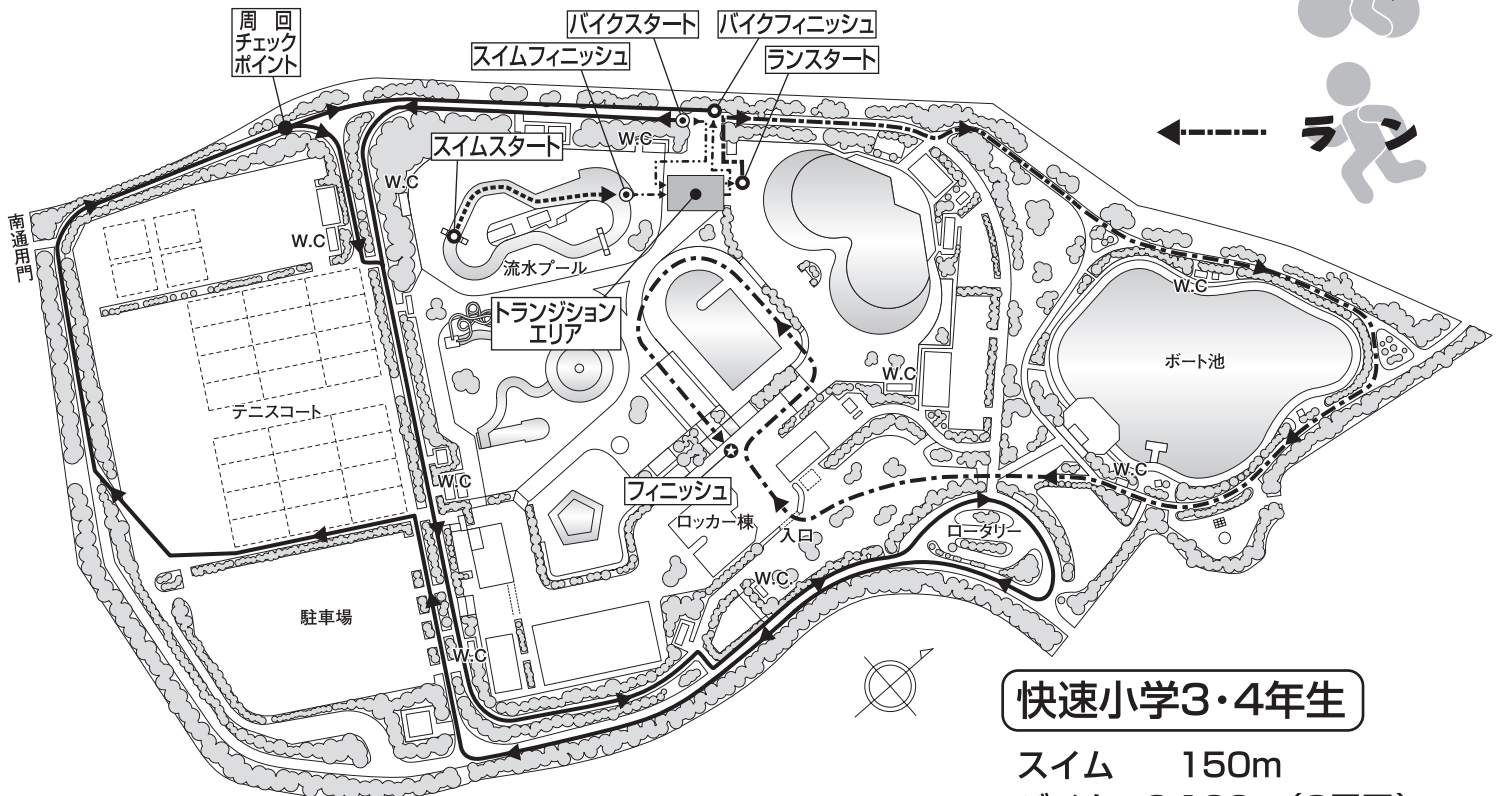 周 回
チェック
ポイント
バイクスタート
バイクフィニッシュ
スイムフィニッシュ
ランスタート
スイムスタート
W.C
W.C
W.C
南通用門
流水プール
トランジション
エリア
W.C
W.C
ボート池
テニスコート
W.C
W.C
フィニッシュ
ロッカー棟
入口
ロータリー
W.C.
駐車場
W.C
快速小学3・4年生
スイム 150m